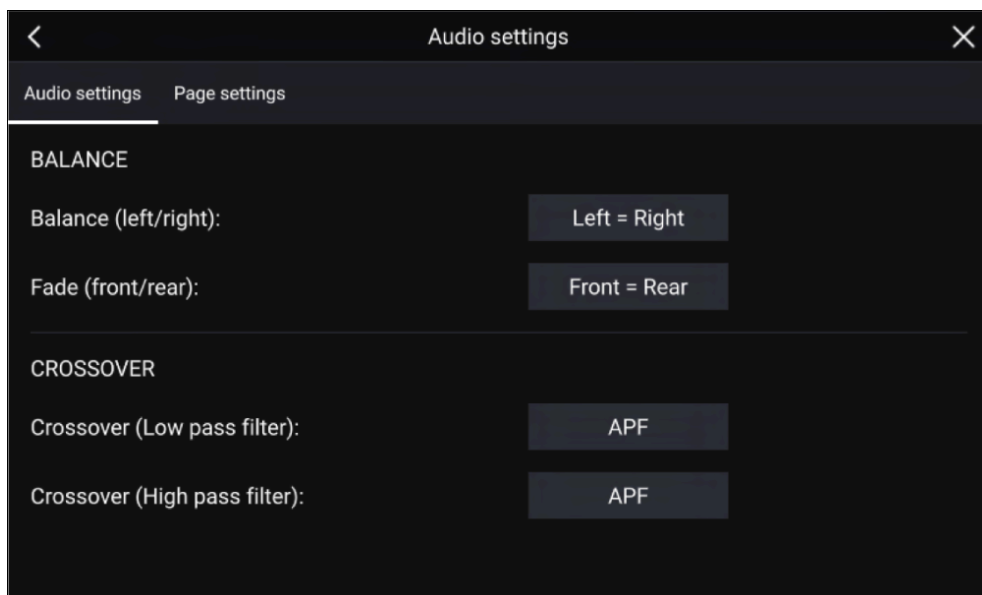 Audio settings
Audio settings Page settings
BALANCE
Balance (left/right): Left = Right
Fade (front/rear): Front = Rear
CROSSOVER
Crossover (Low pass filter): APF
Crossover (High pass filter): APF